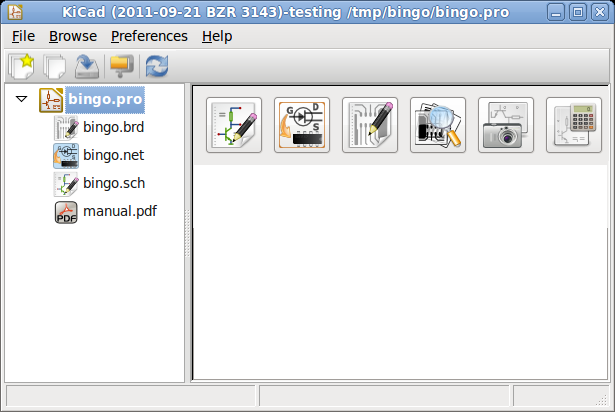 KiCad (2011-09-21 BZR 3143)-testing /tmp/bingo/bingo.pro
File Browse Preferences Help
bingo.pro
bingo.brd
bingo.net
bingo.sch
manual.pdf
PDF
G D
S